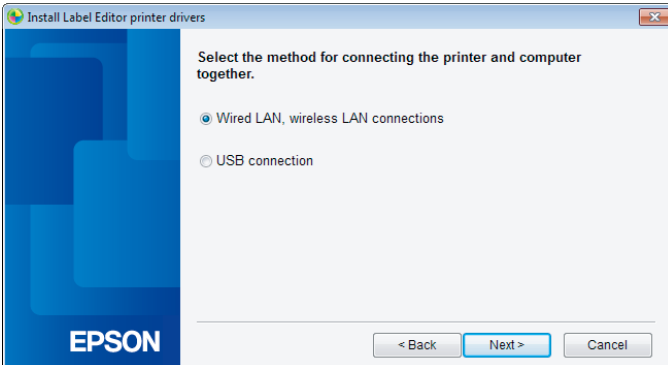 Install Label Editor printer drivers
Select the method for connecting the printer and computer
together.
Wired LAN, wireless LAN connections
USB connection
EPSON
< Back
Next >
Cancel